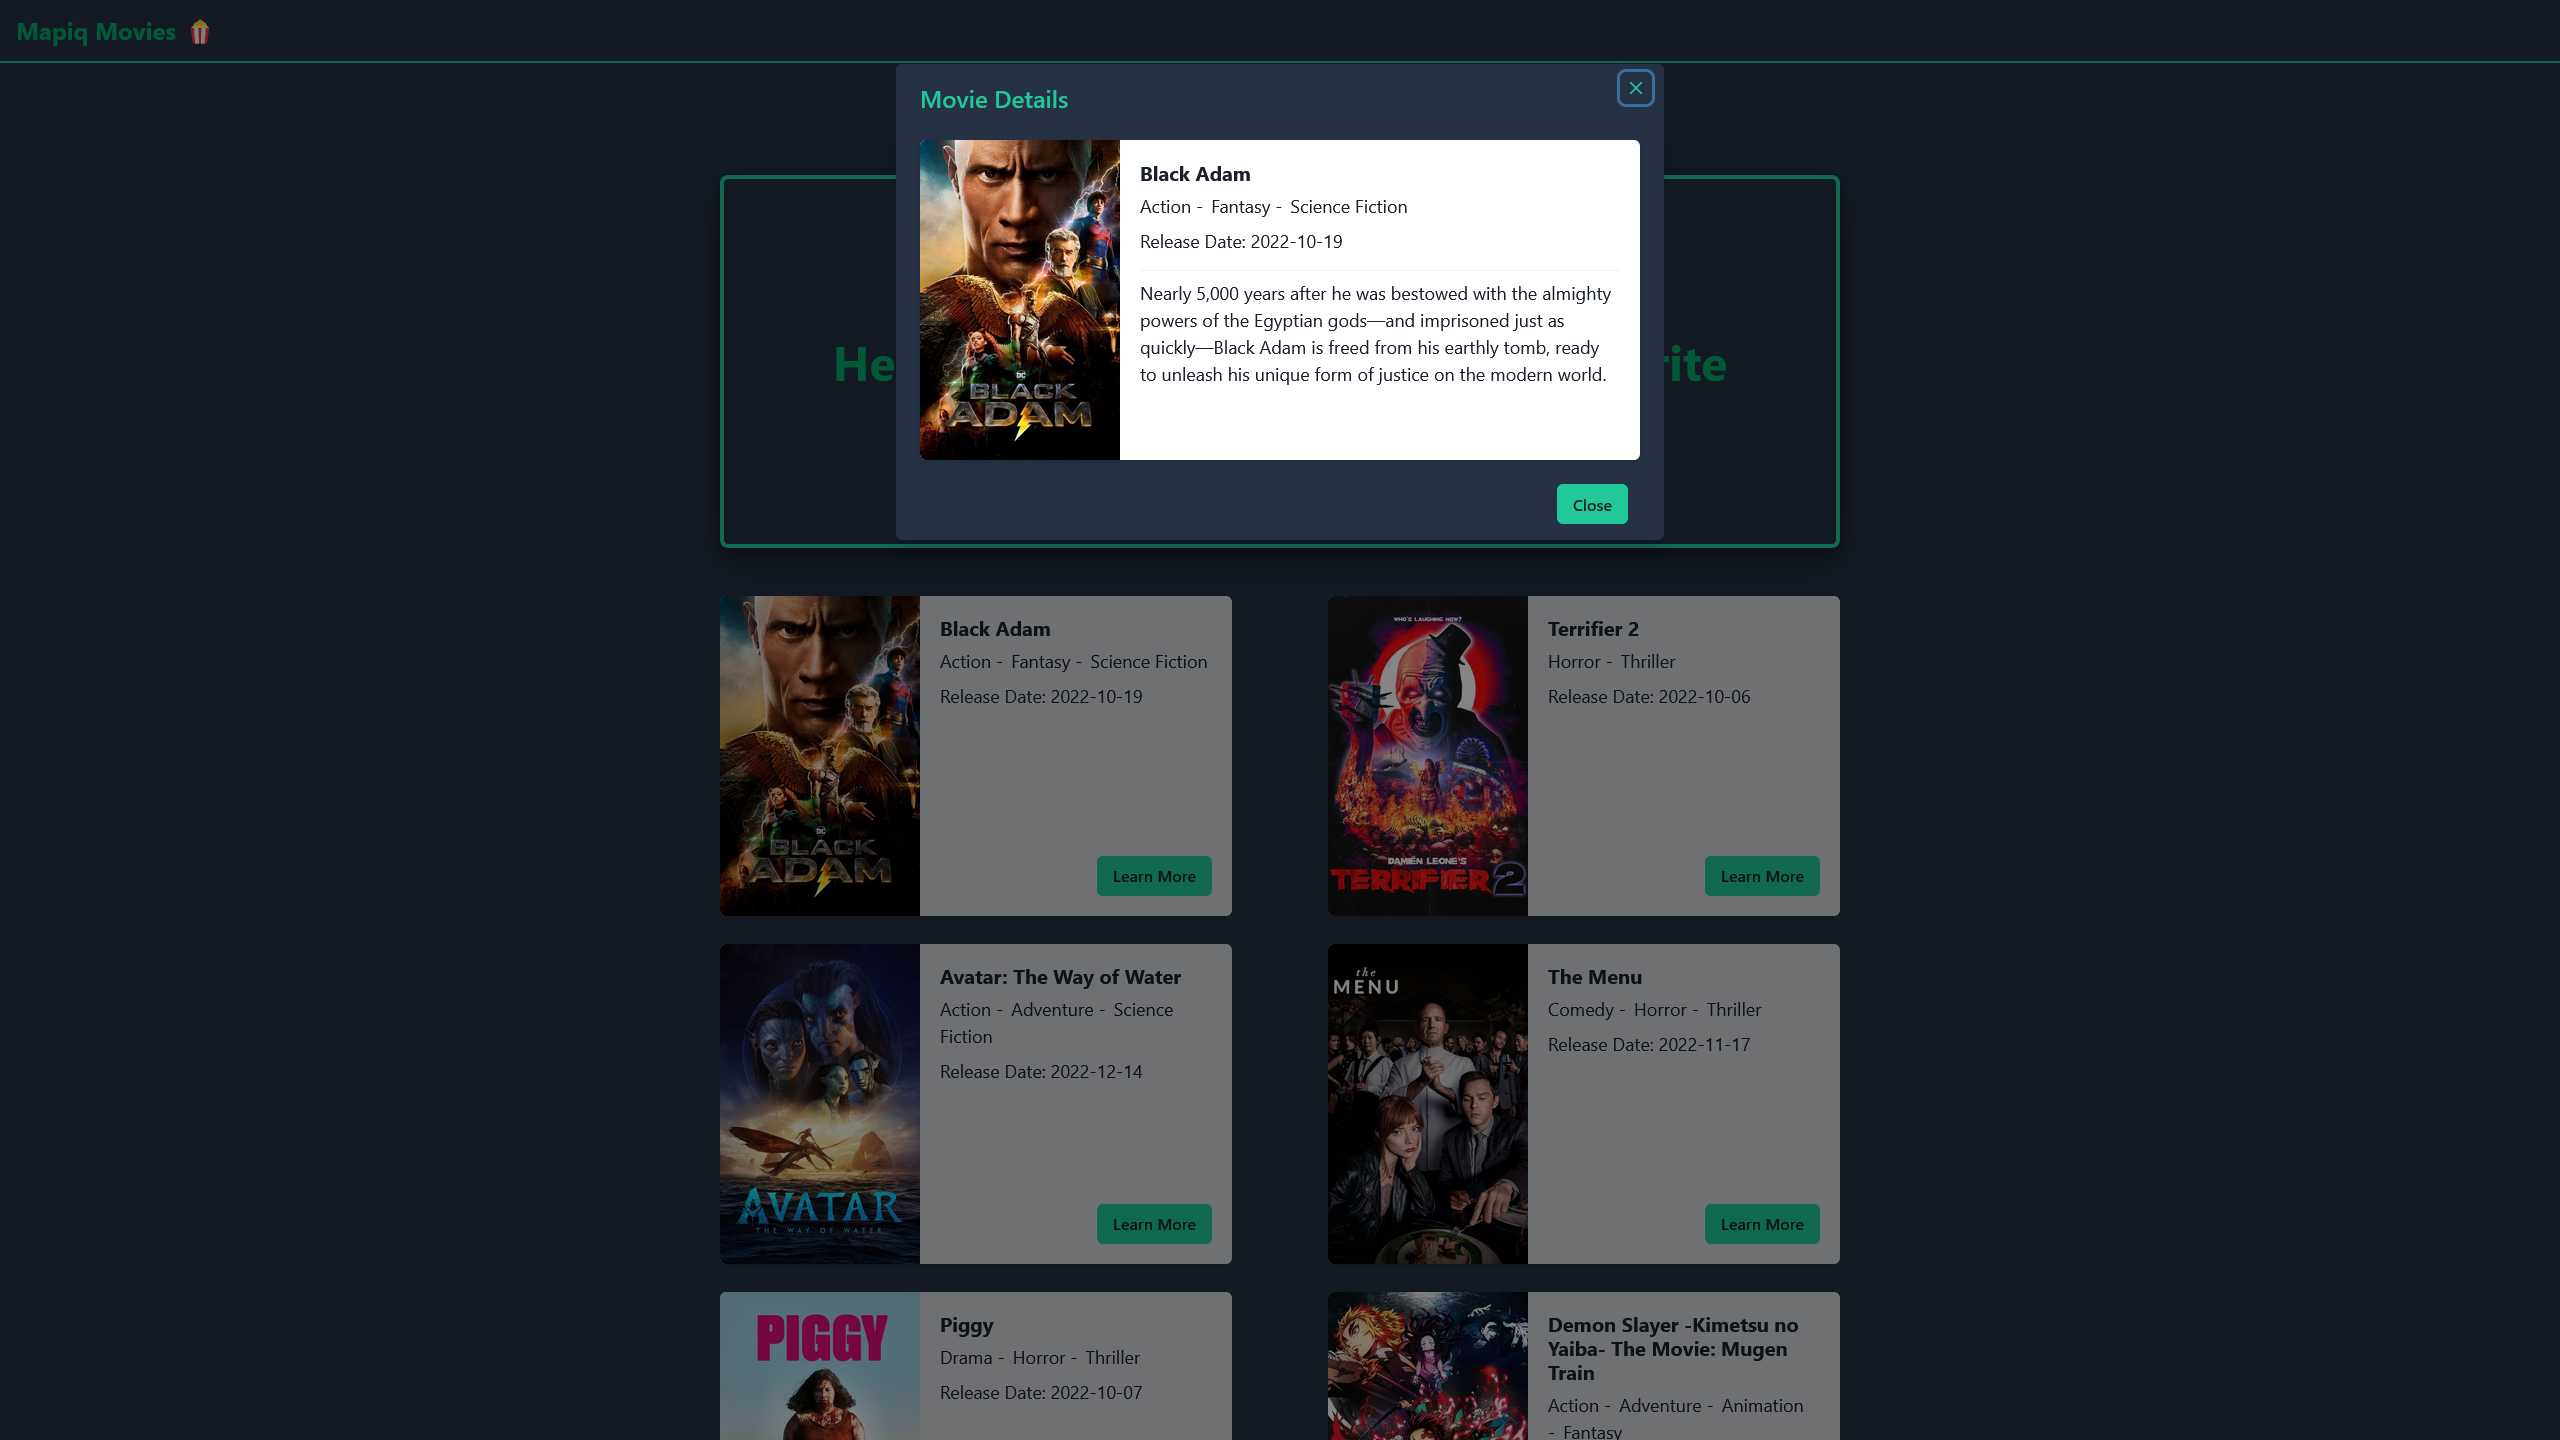 Mapiq Movies 🍿
Movie Details
Black Adam
Action - Fantasy - Science Fiction
Release Date: 2022-10-19
Nearly 5,000 years after he was bestowed with the almighty
powers of the Egyptian gods—and imprisoned just as
quickly—Black Adam is freed from his earthly tomb, ready
to unleash his unique form of justice on the modern world.
DC
BLACK
ADAM
Close
Black Adam
Action - Fantasy - Science Fiction
Release Date: 2022-10-19
DC
BLACK
ADAM
Learn More
WHO'S LAUGHING NOW?
DAMIEN LEONE'S
TERRIFIER 2
Terrifier 2
Horror - Thriller
Release Date: 2022-10-06
Learn More
AVATAR
THE WAY OF WATER
Avatar: The Way of Water
Action - Adventure - Science
Fiction
Release Date: 2022-12-14
Learn More
the
MENU
The Menu
Comedy - Horror - Thriller
Release Date: 2022-11-17
Learn More
PIGGY
Piggy
Drama - Horror - Thriller
Release Date: 2022-10-07
Demon Slayer -Kimetsu no
Yaiba- The Movie: Mugen
Train
Action - Adventure - Animation
- Fantasy